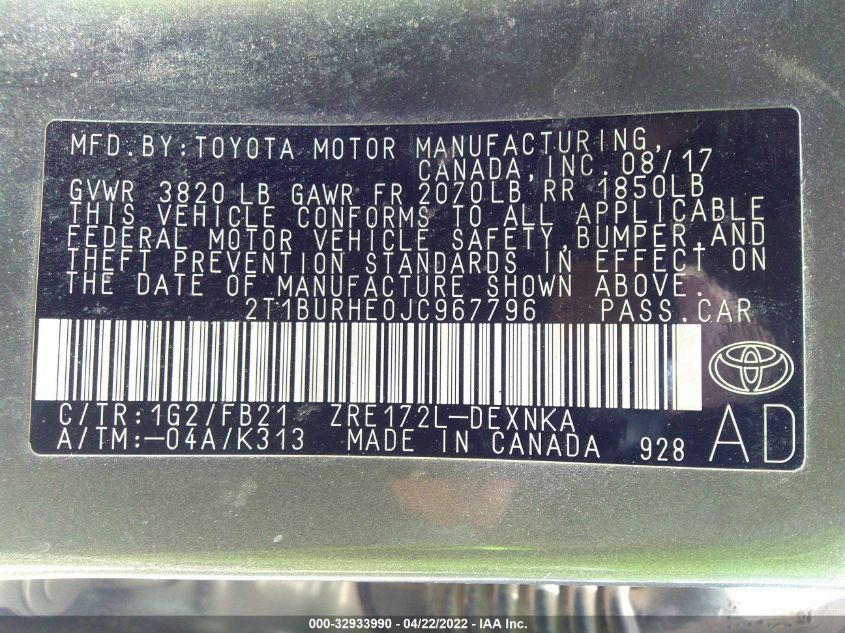 MFD.BY:TOYOTA MOTOR MANUFACTURING,
CANADA, INC. 08/17
GVWR 3820 LB GAWR FR 2070LB RR 1850LB
THIS VEHICLE CONFORMS TO ALL APPLICABLE
FEDERAL MOTOR VEHICLE SAFETY,BUMPER,AND
THEFT PREVENTION STANDARDS IN EFFECT ON
THE DATE OF MANUFACTURE SHOWN ABOVE.
2T1BURHE0JC967796 PASS.CAR
C/TR:1G2/FB21 ZRE172L-DEXNKA
A/TM:-04A/K313 MADE IN CANADA 928 AD
000-32933990 - 04/22/2022 - IAA Inc.